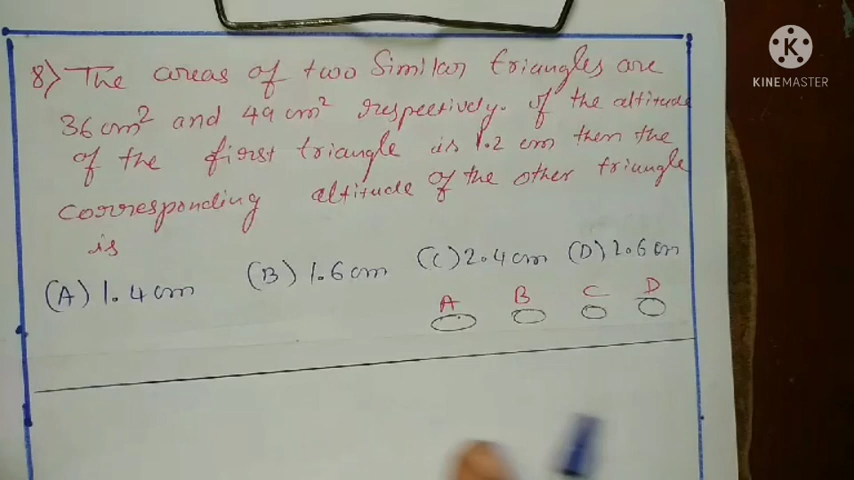 8) The areas of two Similar triangles are
36 cm² and 49 cm² respectively. If the altitude
of the first triangle is 1.2 cm then the
corresponding altitude of the other triangle
is
(A) 1.4 cm (B) 1.6 cm (C) 2.4 cm (D) 2.6 cm
A B C D
K
KINEMASTER